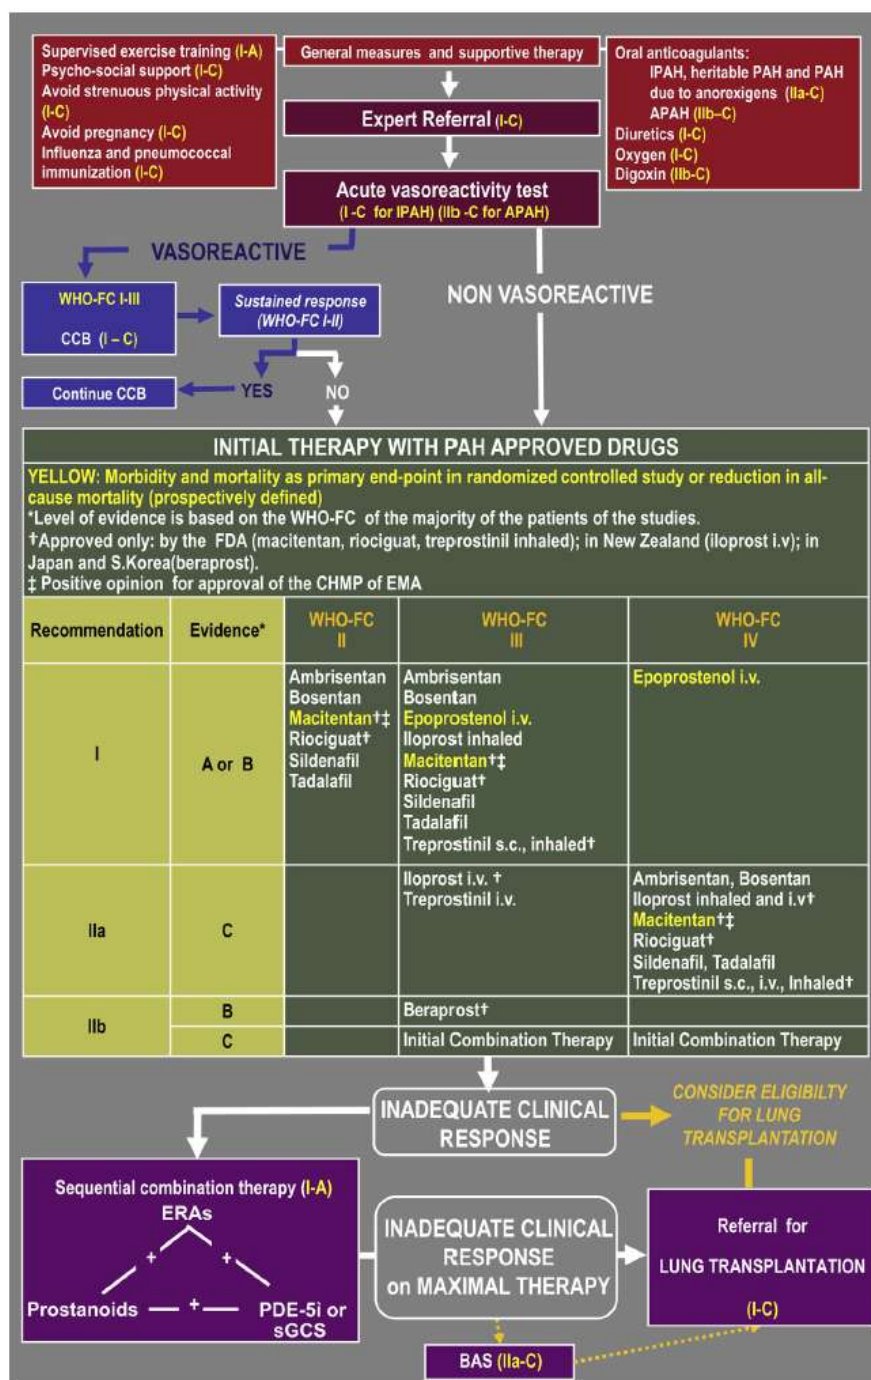 Supervised exercise training (I-A)
Psycho-social support (I-C)
Avoid strenuous physical activity
(I-C)
Avoid pregnancy (I-C)
Influenza and pneumococcal
immunization (I-C)
General measures and supportive therapy
Oral anticoagulants:
IPAH, heritable PAH and PAH
due to anorexigens (IIa-C)
APAH (IIb–C)
Diuretics (I-C)
Oxygen (I-C)
Digoxin (IIb-C)
Expert Referral (I-C)
Acute vasoreactivity test
(I -C for IPAH) (IIb -C for APAH)
VASOREACTIVE
NON VASOREACTIVE
WHO-FC I-III
CCB (I – C)
Sustained response
(WHO-FC I-II)
Continue CCB
YES
NO
INITIAL THERAPY WITH PAH APPROVED DRUGS
YELLOW: Morbidity and mortality as primary end-point in randomized controlled study or reduction in all-
cause mortality (prospectively defined)
*Level of evidence is based on the WHO-FC of the majority of the patients of the studies.
†Approved only: by the FDA (macitentan, riociguat, treprostinil inhaled); in New Zealand (iloprost i.v); in
Japan and S.Korea(beraprost).
‡ Positive opinion for approval of the CHMP of EMA
Recommendation
Evidence*
WHO-FC
II
WHO-FC
III
WHO-FC
IV
I
A or B
Ambrisentan
Bosentan
Macitentan†‡
Riociguat†
Sildenafil
Tadalafil
Ambrisentan
Bosentan
Epoprostenol i.v.
Iloprost inhaled
Macitentan†‡
Riociguat†
Sildenafil
Tadalafil
Treprostinil s.c., inhaled†
Epoprostenol i.v.
IIa
C
Iloprost i.v. †
Treprostinil i.v.
Ambrisentan, Bosentan
Iloprost inhaled and i.v†
Macitentan†‡
Riociguat†
Sildenafil, Tadalafil
Treprostinil s.c., i.v., Inhaled†
IIb
B
Beraprost†
C
Initial Combination Therapy
Initial Combination Therapy
INADEQUATE CLINICAL
RESPONSE
CONSIDER ELIGIBILTY
FOR LUNG
TRANSPLANTATION
Sequential combination therapy (I-A)
ERAs
+
+
Prostanoids
+
PDE-5i or
sGCS
INADEQUATE CLINICAL
RESPONSE
on MAXIMAL THERAPY
Referral for
LUNG TRANSPLANTATION
(I-C)
BAS (IIa-C)